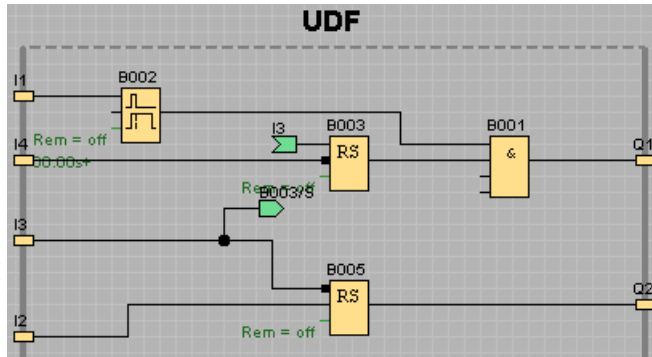 UDF
I1
B002
Rem = off
00.00s+
I4
I3
B003
RS
Rem = off
B003/S
B001
&
Q1
I3
B005
RS
Rem = off
Q2
I2